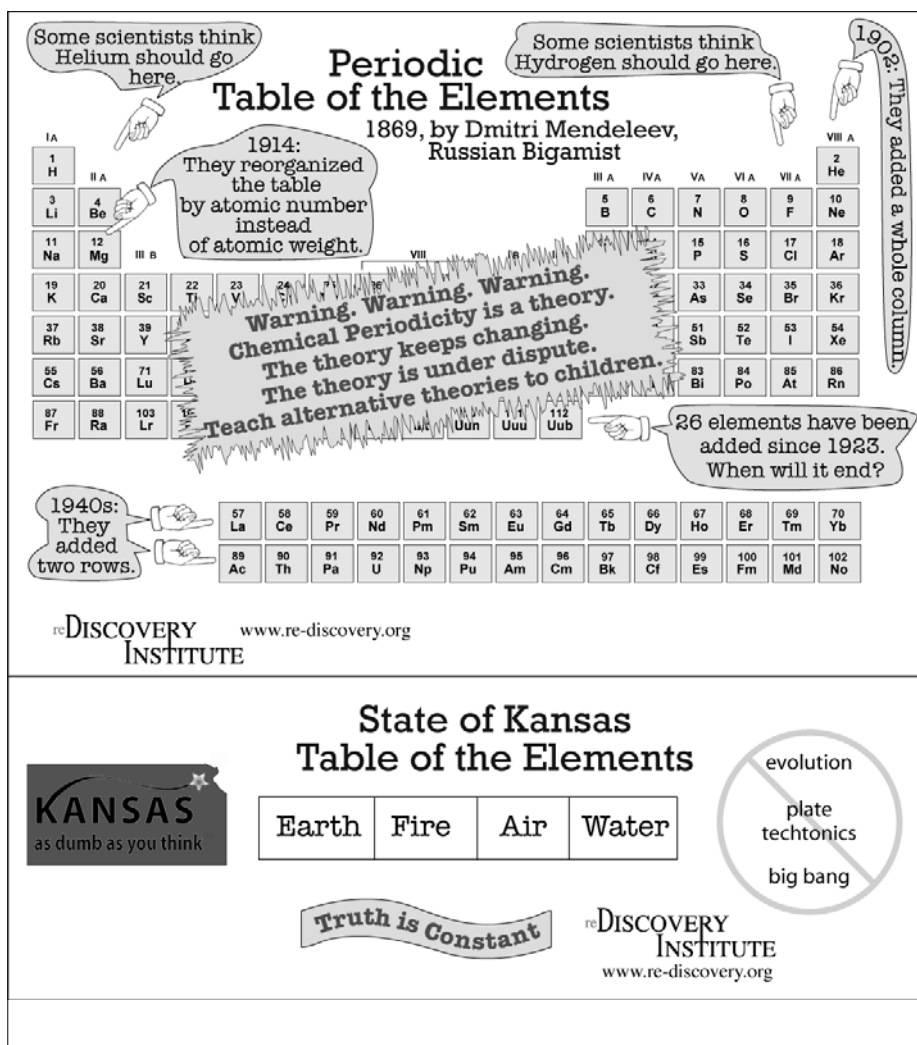 Some scientists think
Helium should go
here.
Periodic
Table of the Elements
1869, by Dmitri Mendeleev,
Russian Bigamist
Some scientists think
Hydrogen should go here.
1902: They added a whole column.
1914:
They reorganized
the table
by atomic number
instead
of atomic weight.
IA VIII A
1 2
H He
II A III A IVA VA VI A VII A
3 4 5 6 7 8 9 10
Li Be B C N O F Ne
11 12 15 16 17 18
Na Mg III B VIII P S Cl Ar
19 20 21 22 23 33 34 35 36
K Ca Sc As Se Br Kr
37 38 39 51 52 53 54
Rb Sr Y Sb Te I Xe
55 56 71 83 84 85 86
Cs Ba Lu Bi Po At Rn
87 88 103 112
Fr Ra Lr Uun Uuu Uub
Warning. Warning. Warning.
Chemical Periodicity is a theory.
The theory keeps changing.
The theory is under dispute.
Teach alternative theories to children.
26 elements have been
added since 1923.
When will it end?
1940s:
They
added
two rows.
57 58 59 60 61 62 63 64 65 66 67 68 69 70
La Ce Pr Nd Pm Sm Eu Gd Tb Dy Ho Er Tm Yb
89 90 91 92 93 94 95 96 97 98 99 100 101 102
Ac Th Pa U Np Pu Am Cm Bk Cf Es Fm Md No
reDISCOVERY www.re-discovery.org
INSTITUTE
State of Kansas
Table of the Elements
KANSAS
as dumb as you think
Earth Fire Air Water
evolution
plate
techtonics
big bang
Truth is Constant
reDISCOVERY
INSTITUTE
www.re-discovery.org